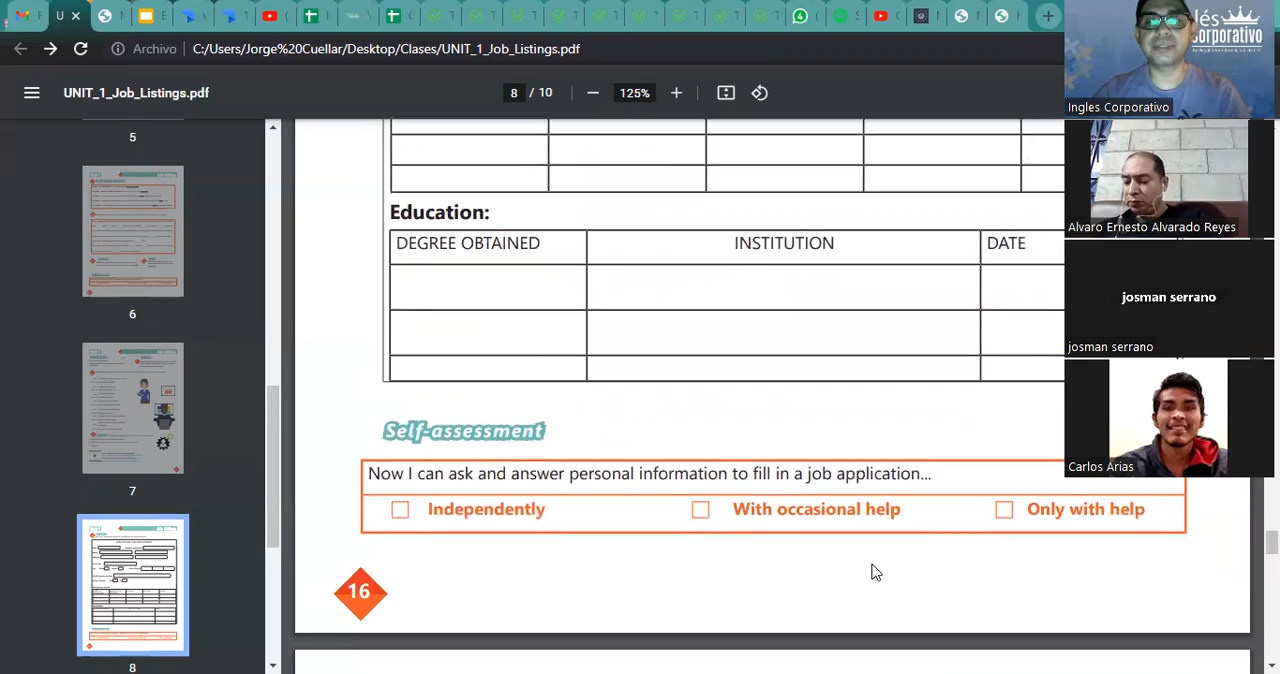 U
Archivo C:/Users/Jorge%20Cuellar/Desktop/Clases/UNIT_1_Job_Listings.pdf
UNIT_1_Job_Listings.pdf
8 / 10
125%
5
6
7
8
Education:
DEGREE OBTAINED INSTITUTION DATE
Self-assessment
Now I can ask and answer personal information to fill in a job application...
Independently With occasional help Only with help
16
lés
Corporativo
Ingles Corporativo
Alvaro Ernesto Alvarado Reyes
josman serrano
josman serrano
Carlos Arias